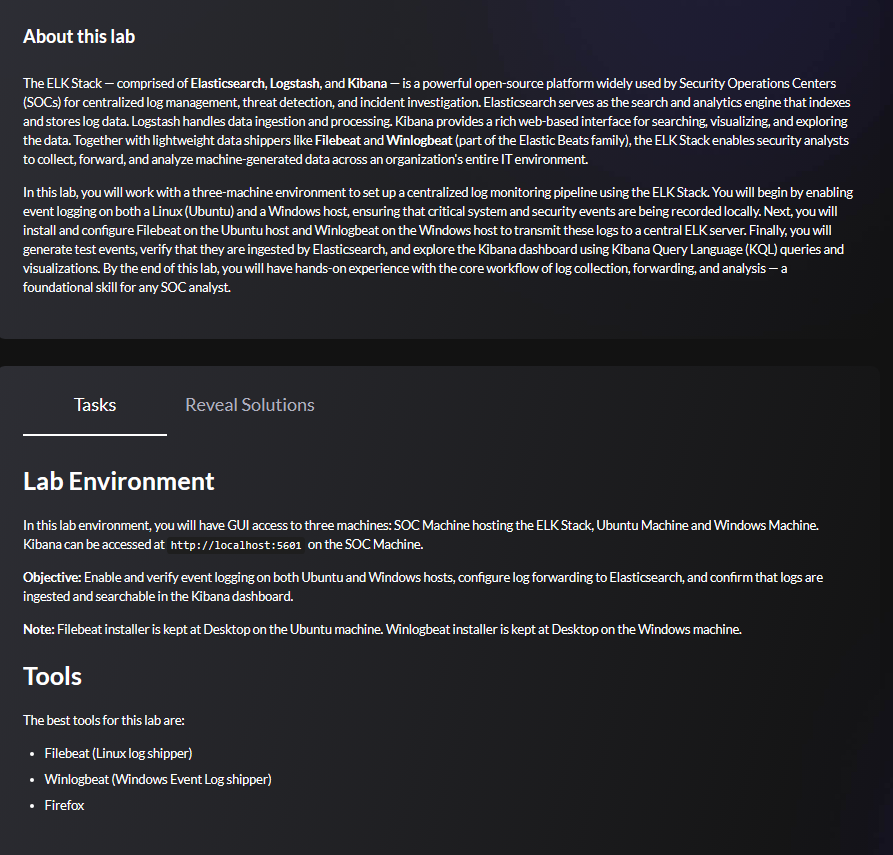 About this lab
The ELK Stack — comprised of Elasticsearch, Logstash, and Kibana — is a powerful open-source platform widely used by Security Operations Centers
(SOCs) for centralized log management, threat detection, and incident investigation. Elasticsearch serves as the search and analytics engine that indexes
and stores log data. Logstash handles data ingestion and processing. Kibana provides a rich web-based interface for searching, visualizing, and exploring
the data. Together with lightweight data shippers like Filebeat and Winlogbeat (part of the Elastic Beats family), the ELK Stack enables security analysts
to collect, forward, and analyze machine-generated data across an organization's entire IT environment.
In this lab, you will work with a three-machine environment to set up a centralized log monitoring pipeline using the ELK Stack. You will begin by enabling
event logging on both a Linux (Ubuntu) and a Windows host, ensuring that critical system and security events are being recorded locally. Next, you will
install and configure Filebeat on the Ubuntu host and Winlogbeat on the Windows host to transmit these logs to a central ELK server. Finally, you will
generate test events, verify that they are ingested by Elasticsearch, and explore the Kibana dashboard using Kibana Query Language (KQL) queries and
visualizations. By the end of this lab, you will have hands-on experience with the core workflow of log collection, forwarding, and analysis — a
foundational skill for any SOC analyst.
Tasks Reveal Solutions
Lab Environment
In this lab environment, you will have GUI access to three machines: SOC Machine hosting the ELK Stack, Ubuntu Machine and Windows Machine.
Kibana can be accessed at http://localhost:5601 on the SOC Machine.
Objective: Enable and verify event logging on both Ubuntu and Windows hosts, configure log forwarding to Elasticsearch, and confirm that logs are
ingested and searchable in the Kibana dashboard.
Note: Filebeat installer is kept at Desktop on the Ubuntu machine. Winlogbeat installer is kept at Desktop on the Windows machine.
Tools
The best tools for this lab are:
• Filebeat (Linux log shipper)
• Winlogbeat (Windows Event Log shipper)
• Firefox